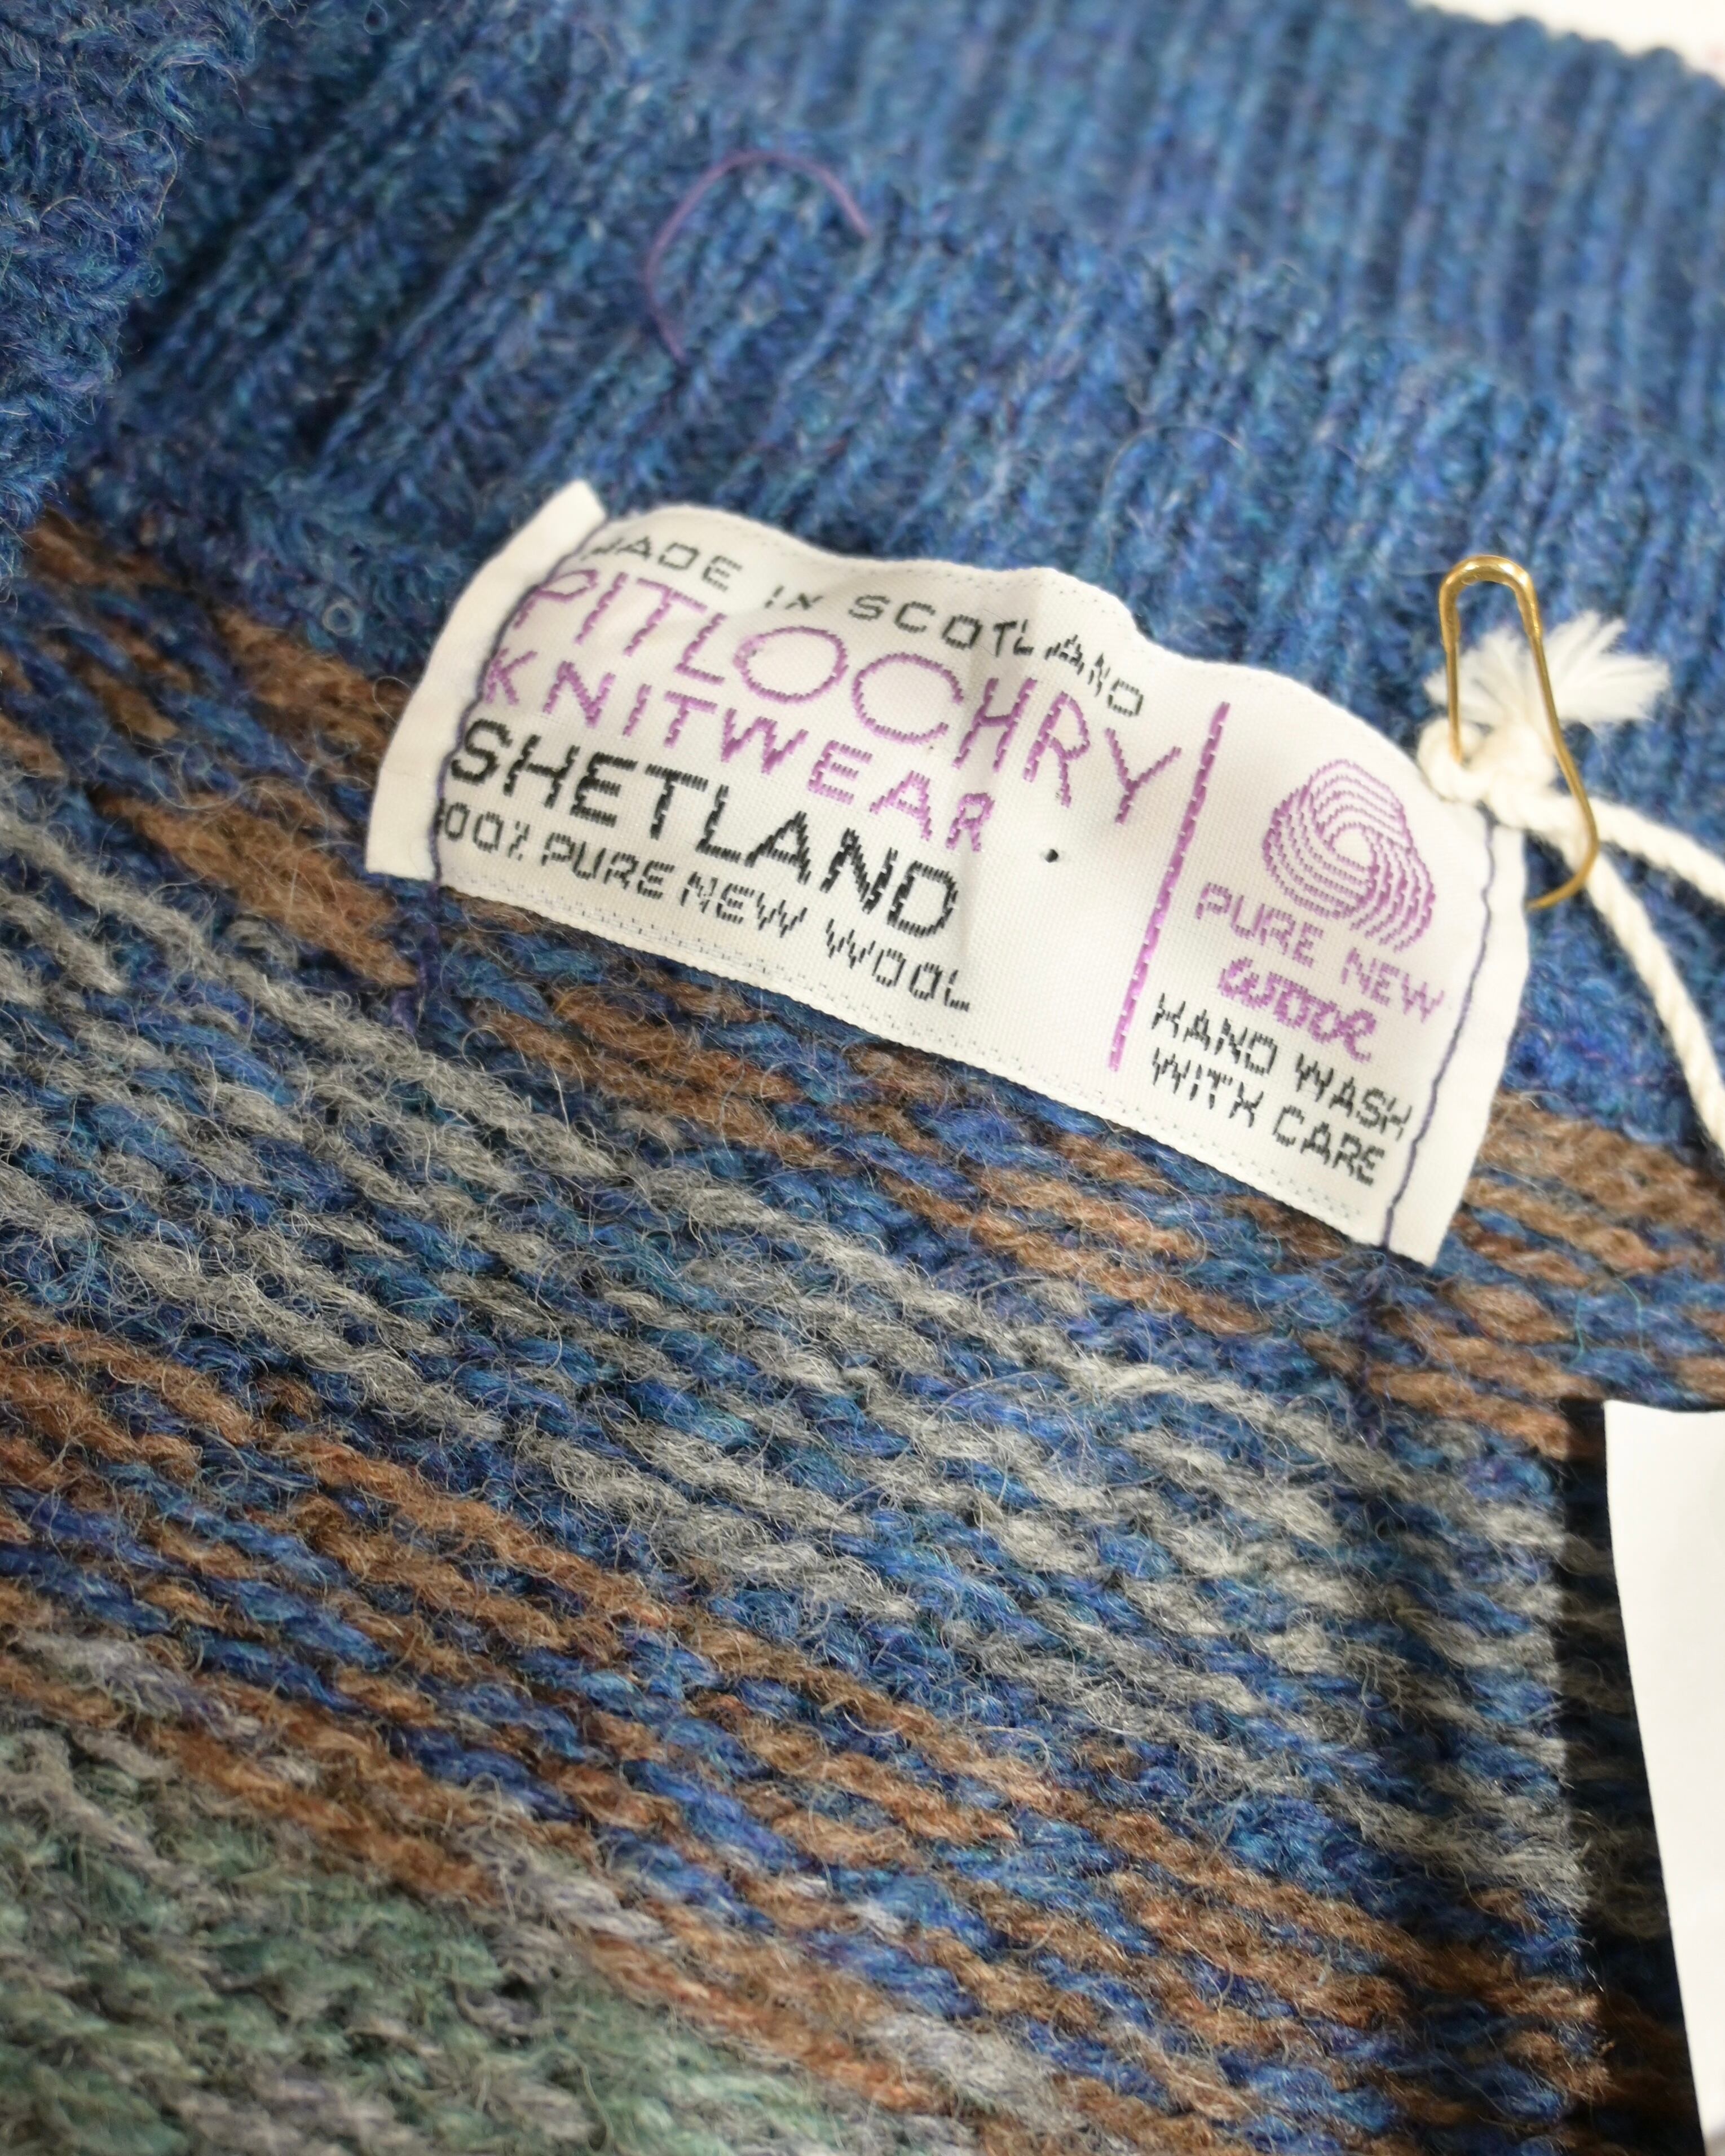 MADE IN SCOTLAND
PITLOCHRY
KNITWEAR
SHETLAND
100% PURE NEW WOOL
PURE NEW
WOOL
HAND WASH
WITH CARE